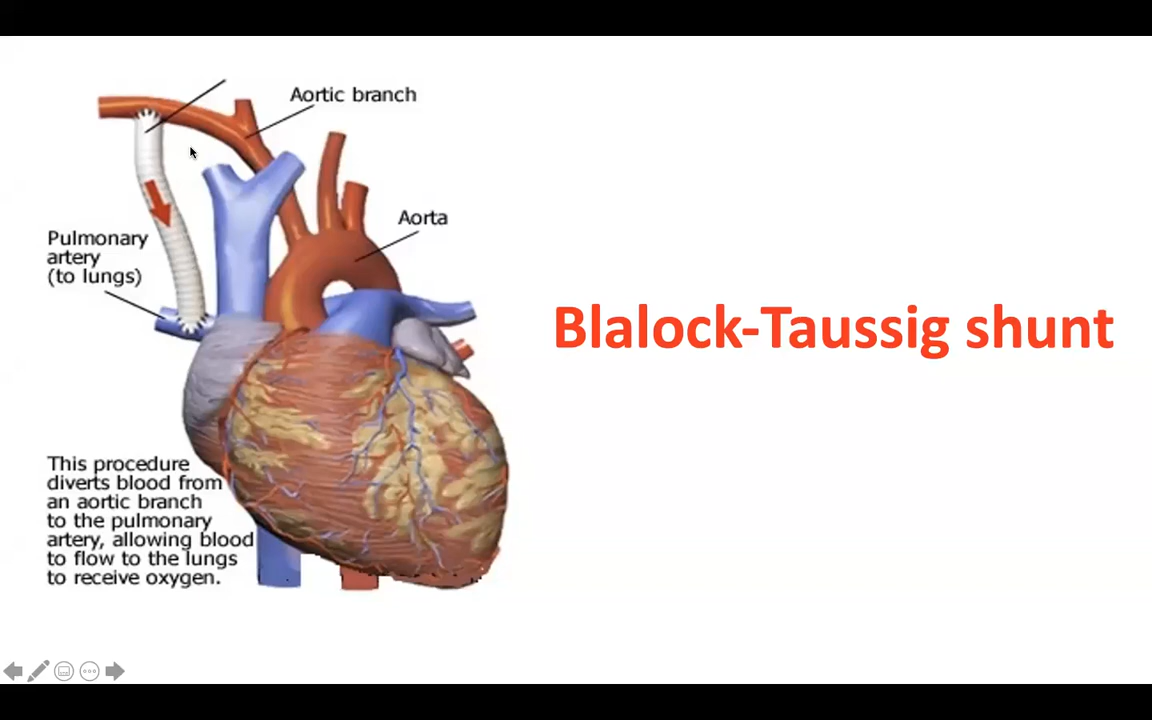 Aortic branch
Aorta
Pulmonary
artery
(to lungs)
Blalock-Taussig shunt
This procedure
diverts blood from
an aortic branch
to the pulmonary
artery, allowing blood
to flow to the lungs
to receive oxygen.